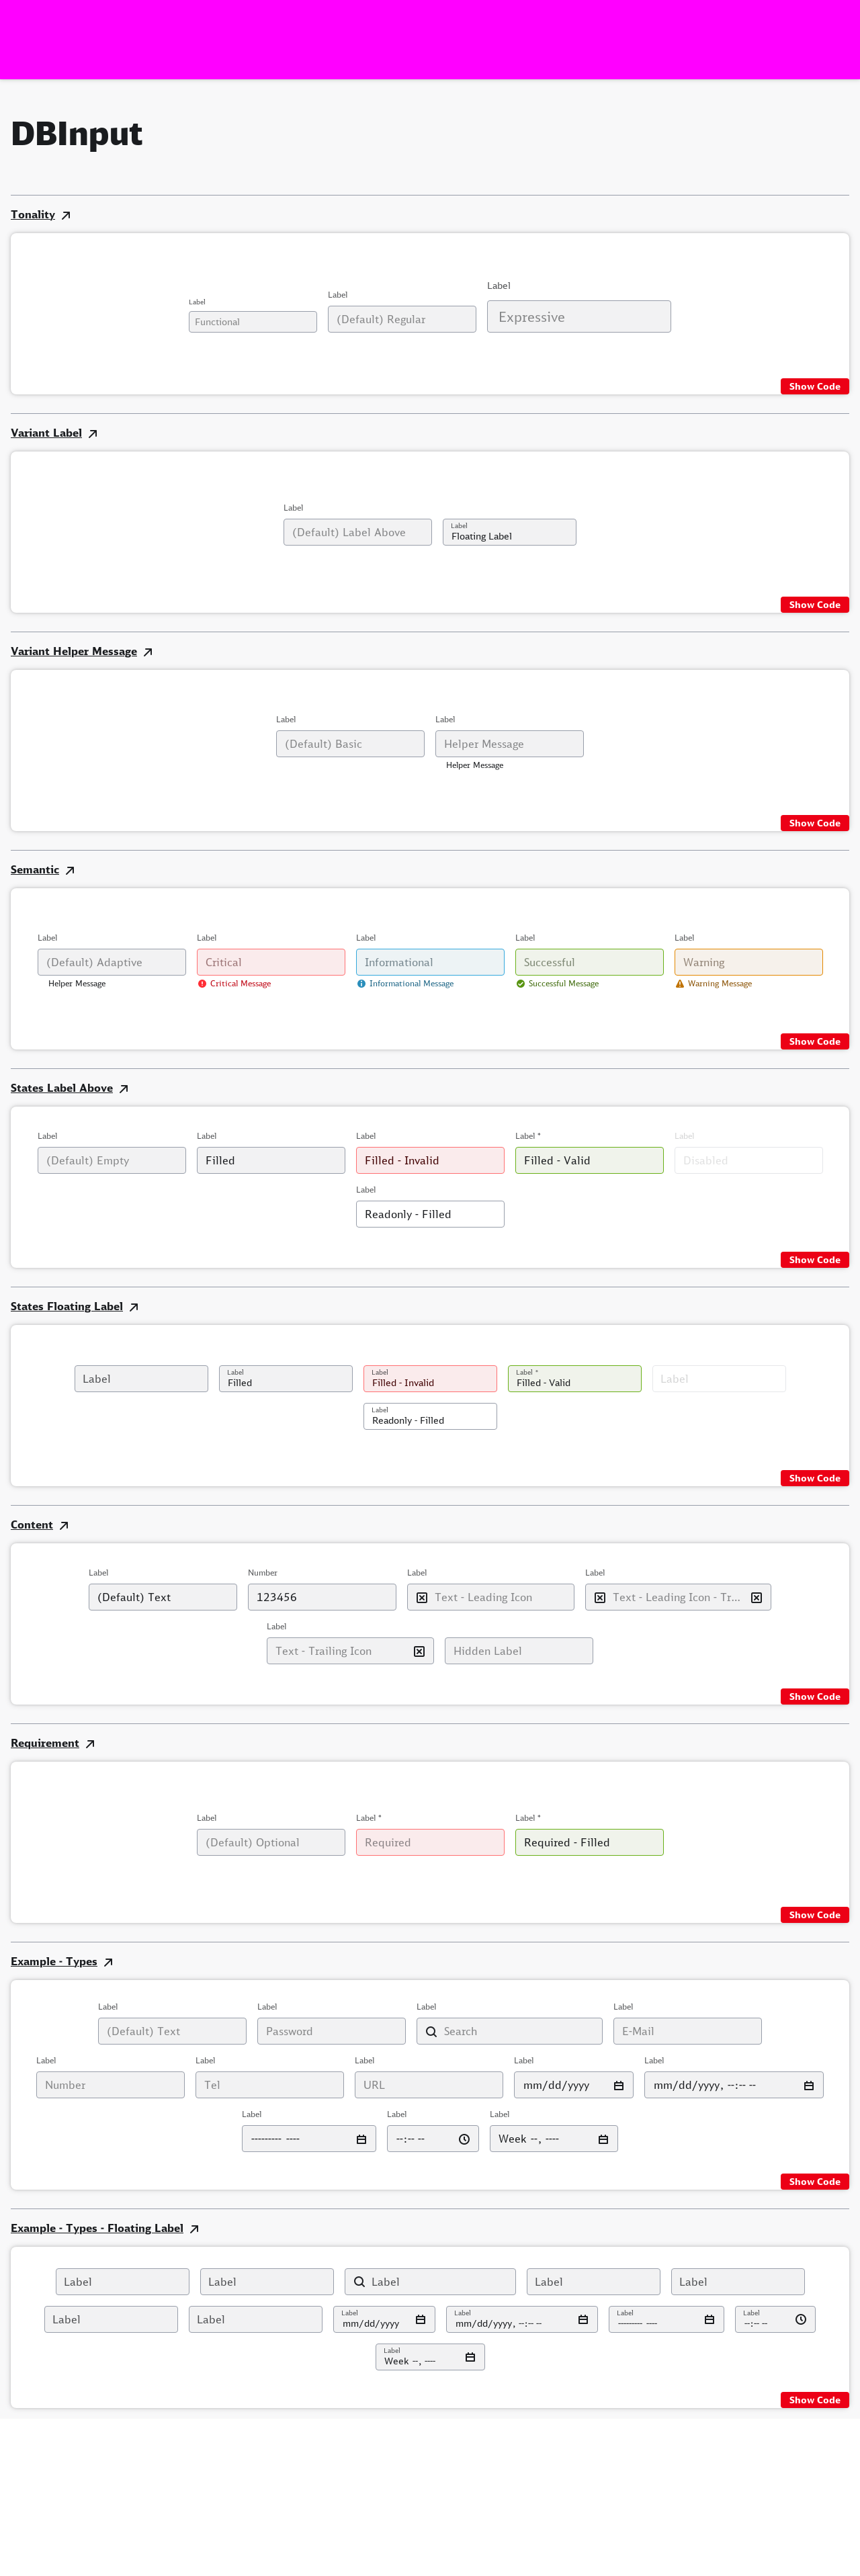 DBInput
Tonality
Label
Label
Label
Functional
(Default) Regular
Expressive
Show Code
Variant Label
Label
(Default) Label Above
Label
Floating Label
Show Code
Variant Helper Message
Label
Label
(Default) Basic
Helper Message
Helper Message
Show Code
Semantic
Label
Label
Label
Label
Label
(Default) Adaptive
Critical
Informational
Successful
Warning
Helper Message
Critical Message
Informational Message
Successful Message
Warning Message
Show Code
States Label Above
Label
Label
Label
Label *
Label
(Default) Empty
Filled
Filled - Invalid
Filled - Valid
Disabled
Label
Readonly - Filled
Show Code
States Floating Label
Label
Label
Filled
Label
Filled - Invalid
Label *
Filled - Valid
Label
Label
Readonly - Filled
Show Code
Content
Label
Number
Label
Label
(Default) Text
123456
Text - Leading Icon
Text - Leading Icon - Tr...
Label
Text - Trailing Icon
Hidden Label
Show Code
Requirement
Label
Label *
Label *
(Default) Optional
Required
Required - Filled
Show Code
Example - Types
Label
Label
Label
Label
(Default) Text
Password
Search
E-Mail
Label
Label
Label
Label
Label
Number
Tel
URL
mm/dd/yyyy
mm/dd/yyyy, --:-- --
Label
Label
Label
--------- ----
--:-- --
Week --, ----
Show Code
Example - Types - Floating Label
Label
Label
Label
Label
Label
Label
Label
Label
mm/dd/yyyy
Label
mm/dd/yyyy, --:-- --
Label
--------- ----
Label
--:-- --
Label
Week --, ----
Show Code